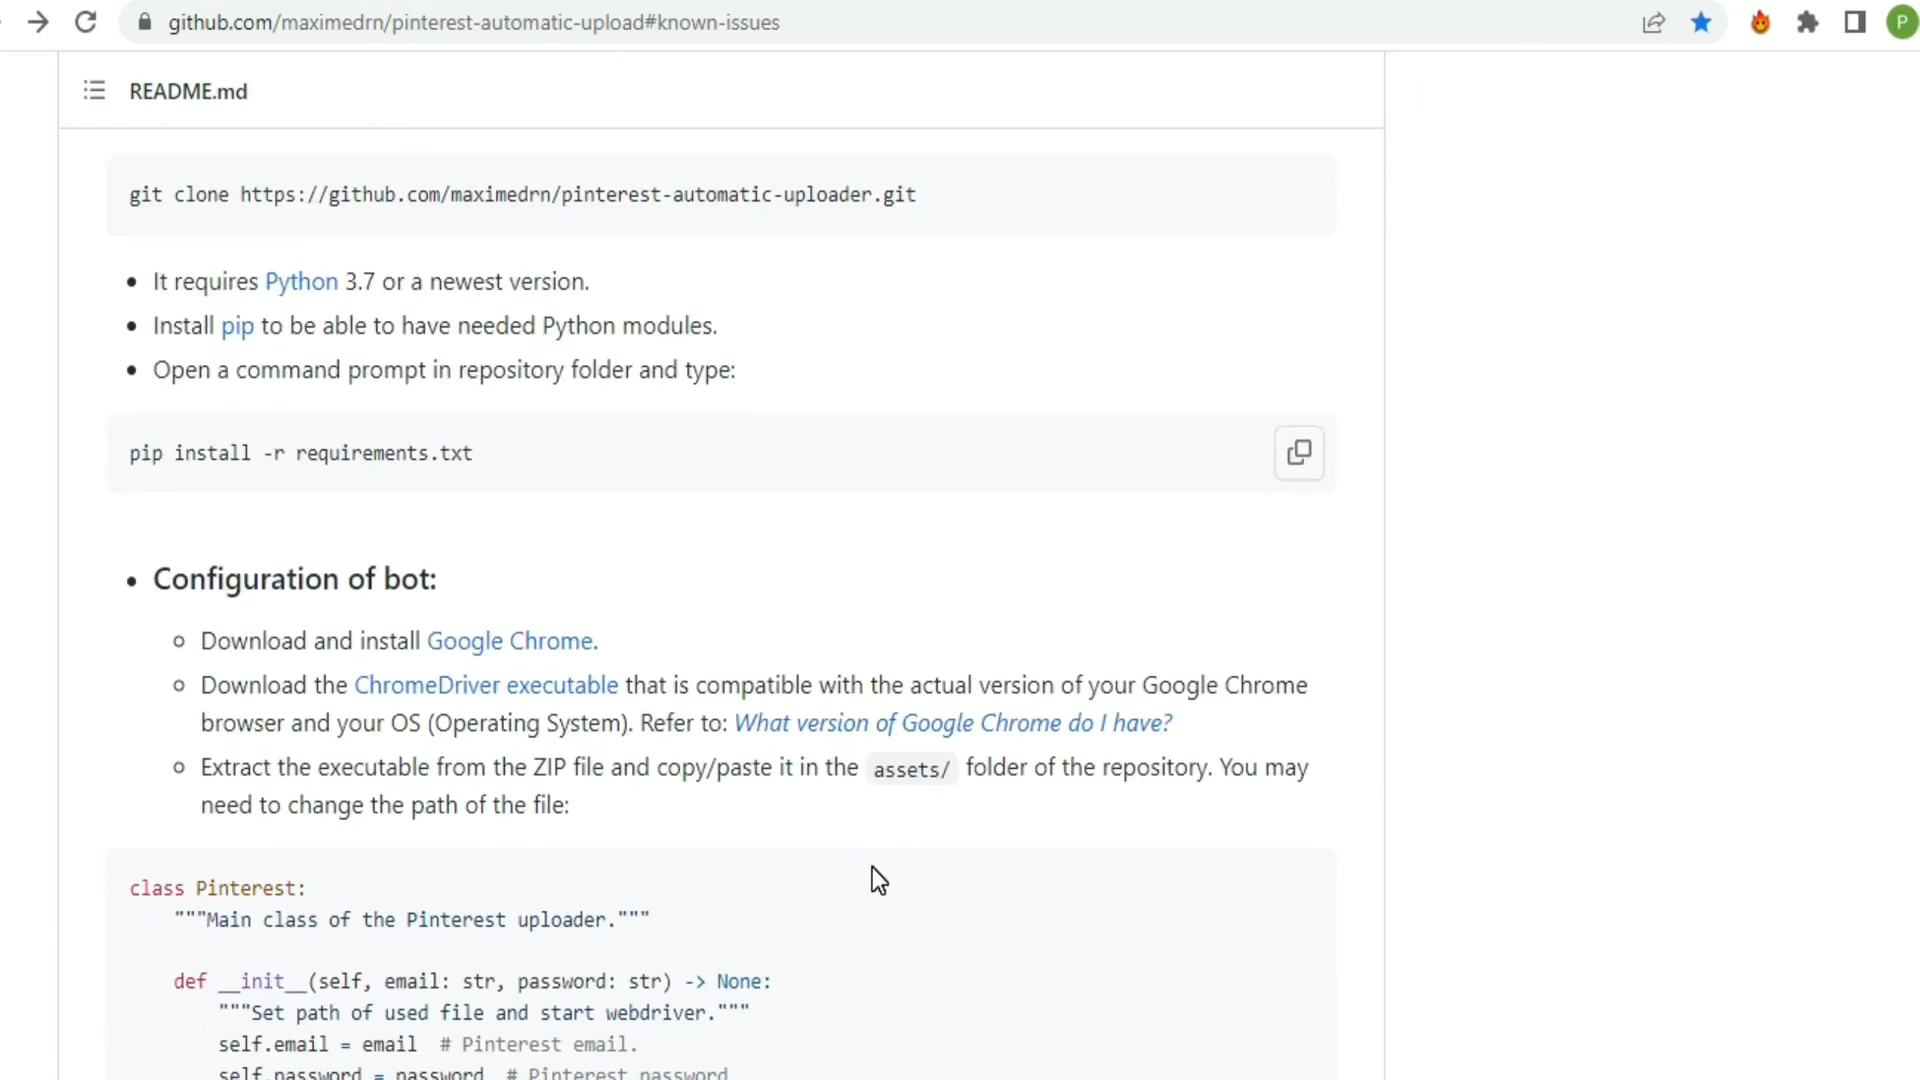 github.com/maximedrn/pinterest-automatic-upload#known-issues
P
README.md
git clone https://github.com/maximedrn/pinterest-automatic-uploader.git
It requires Python 3.7 or a newest version.
Install pip to be able to have needed Python modules.
Open a command prompt in repository folder and type:
pip install -r requirements.txt
Configuration of bot:
Download and install Google Chrome.
Download the ChromeDriver executable that is compatible with the actual version of your Google Chrome
browser and your OS (Operating System). Refer to: What version of Google Chrome do I have?
Extract the executable from the ZIP file and copy/paste it in the assets/ folder of the repository. You may
need to change the path of the file:
class Pinterest:
"""Main class of the Pinterest uploader."""
def __init__(self, email: str, password: str) -> None:
"""Set path of used file and start webdriver."""
self.email = email # Pinterest email.
self.password = password # Pinterest password